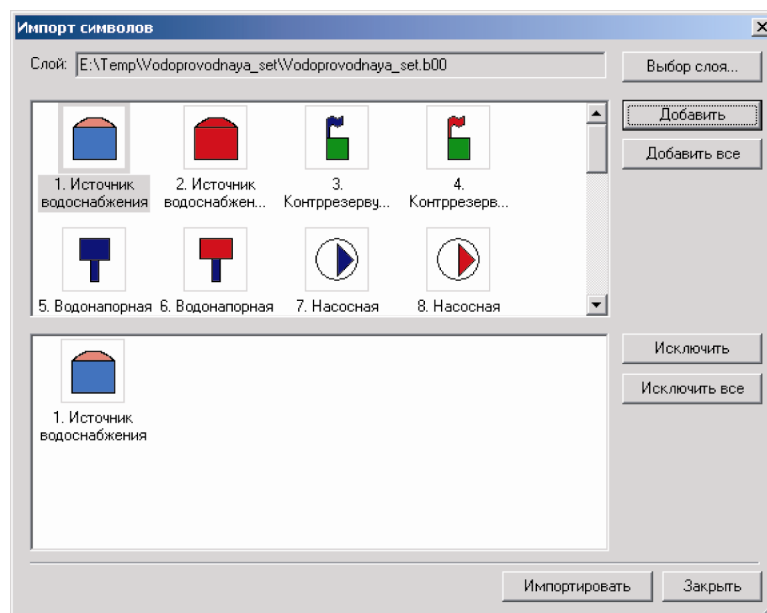 Импорт символов
Слой: E:\Temp\Vodoprovodnaya_set\Vodoprovodnaya_set.b00
Выбор слоя...
Добавить
Добавить все
1. Источник водоснабжения
2. Источник водоснабжен...
3. Контррезерву...
4. Контррезерв...
5. Водонапорная
6. Водонапорная
7. Насосная
8. Насосная
Исключить
Исключить все
1. Источник водоснабжения
Импортировать
Закрыть